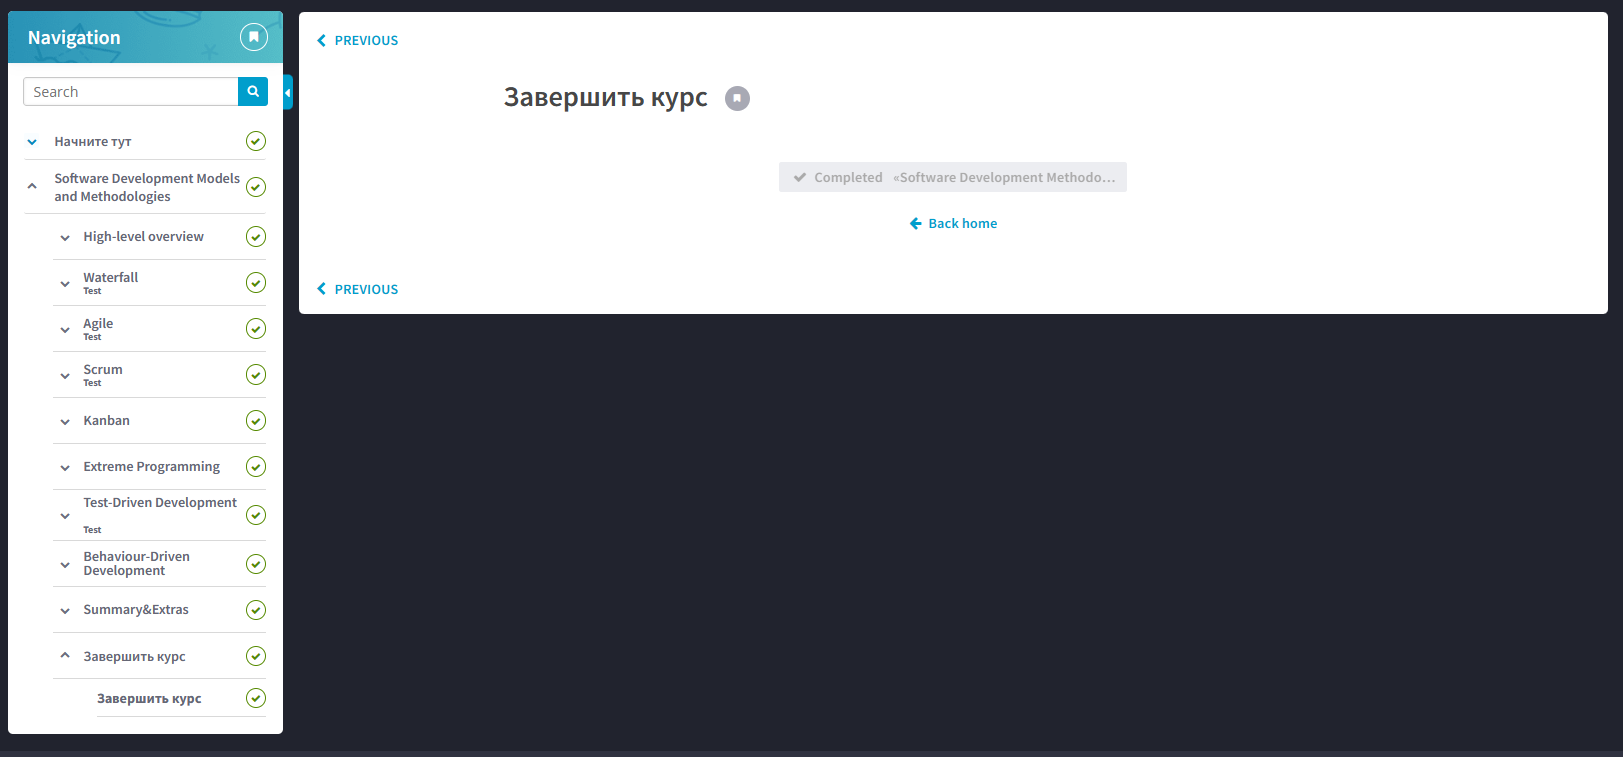 Navigation
Search
Начните тут
Software Development Models
and Methodologies
High-level overview
Waterfall
Test
Agile
Test
Scrum
Test
Kanban
Extreme Programming
Test-Driven Development
Test
Behaviour-Driven
Development
Summary&Extras
Завершить курс
Завершить курс
PREVIOUS
Завершить курс
Completed «Software Development Methodo...
Back home
PREVIOUS